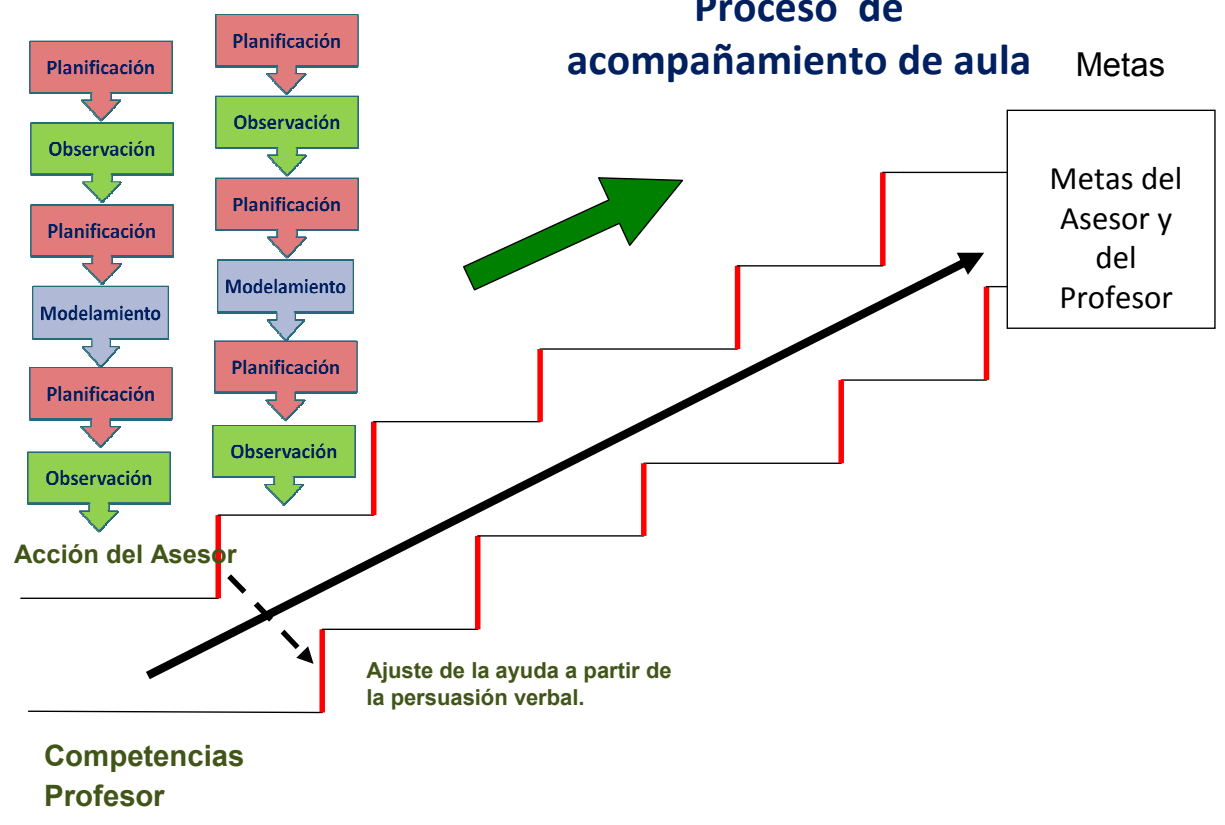 Proceso de
acompañamiento de aula
Metas
Planificación
Observación
Planificación
Modelamiento
Planificación
Observación
Planificación
Observación
Planificación
Modelamiento
Planificación
Observación
Metas del
Asesor y
del
Profesor
Acción del Asesor
Ajuste de la ayuda a partir de
la persuasión verbal.
Competencias
Profesor